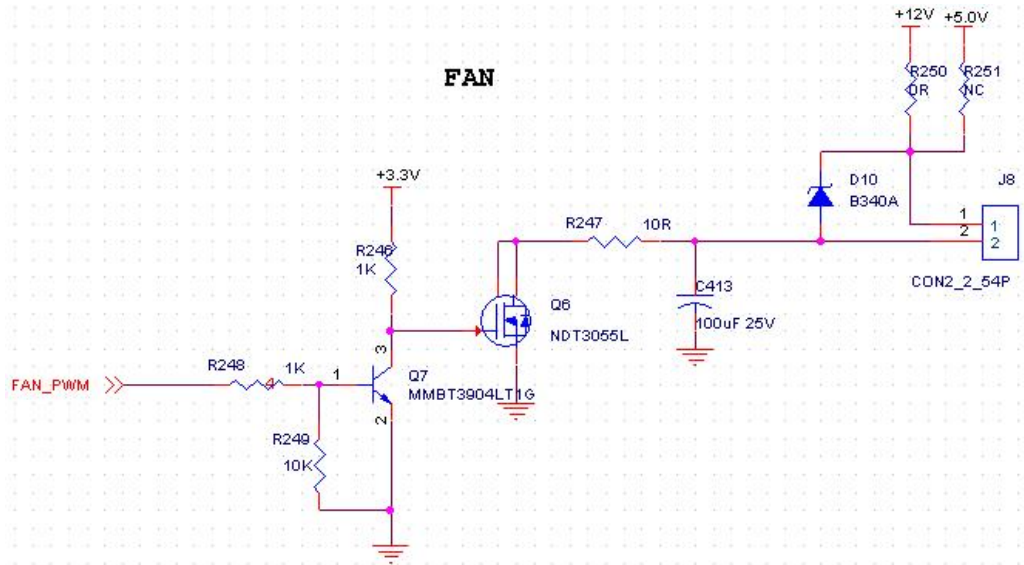 +12V
+5.0V
FAN
R250
0R
R251
NC
+3.3V
D10
B340A
J8
R247
10R
1
2
1
2
R246
1K
C413
100uF 25V
CON2_2_54P
Q6
NDT3055L
3
R248
1K
4
1
Q7
MMBT3904LT1G
FAN_PWM
2
R249
10K